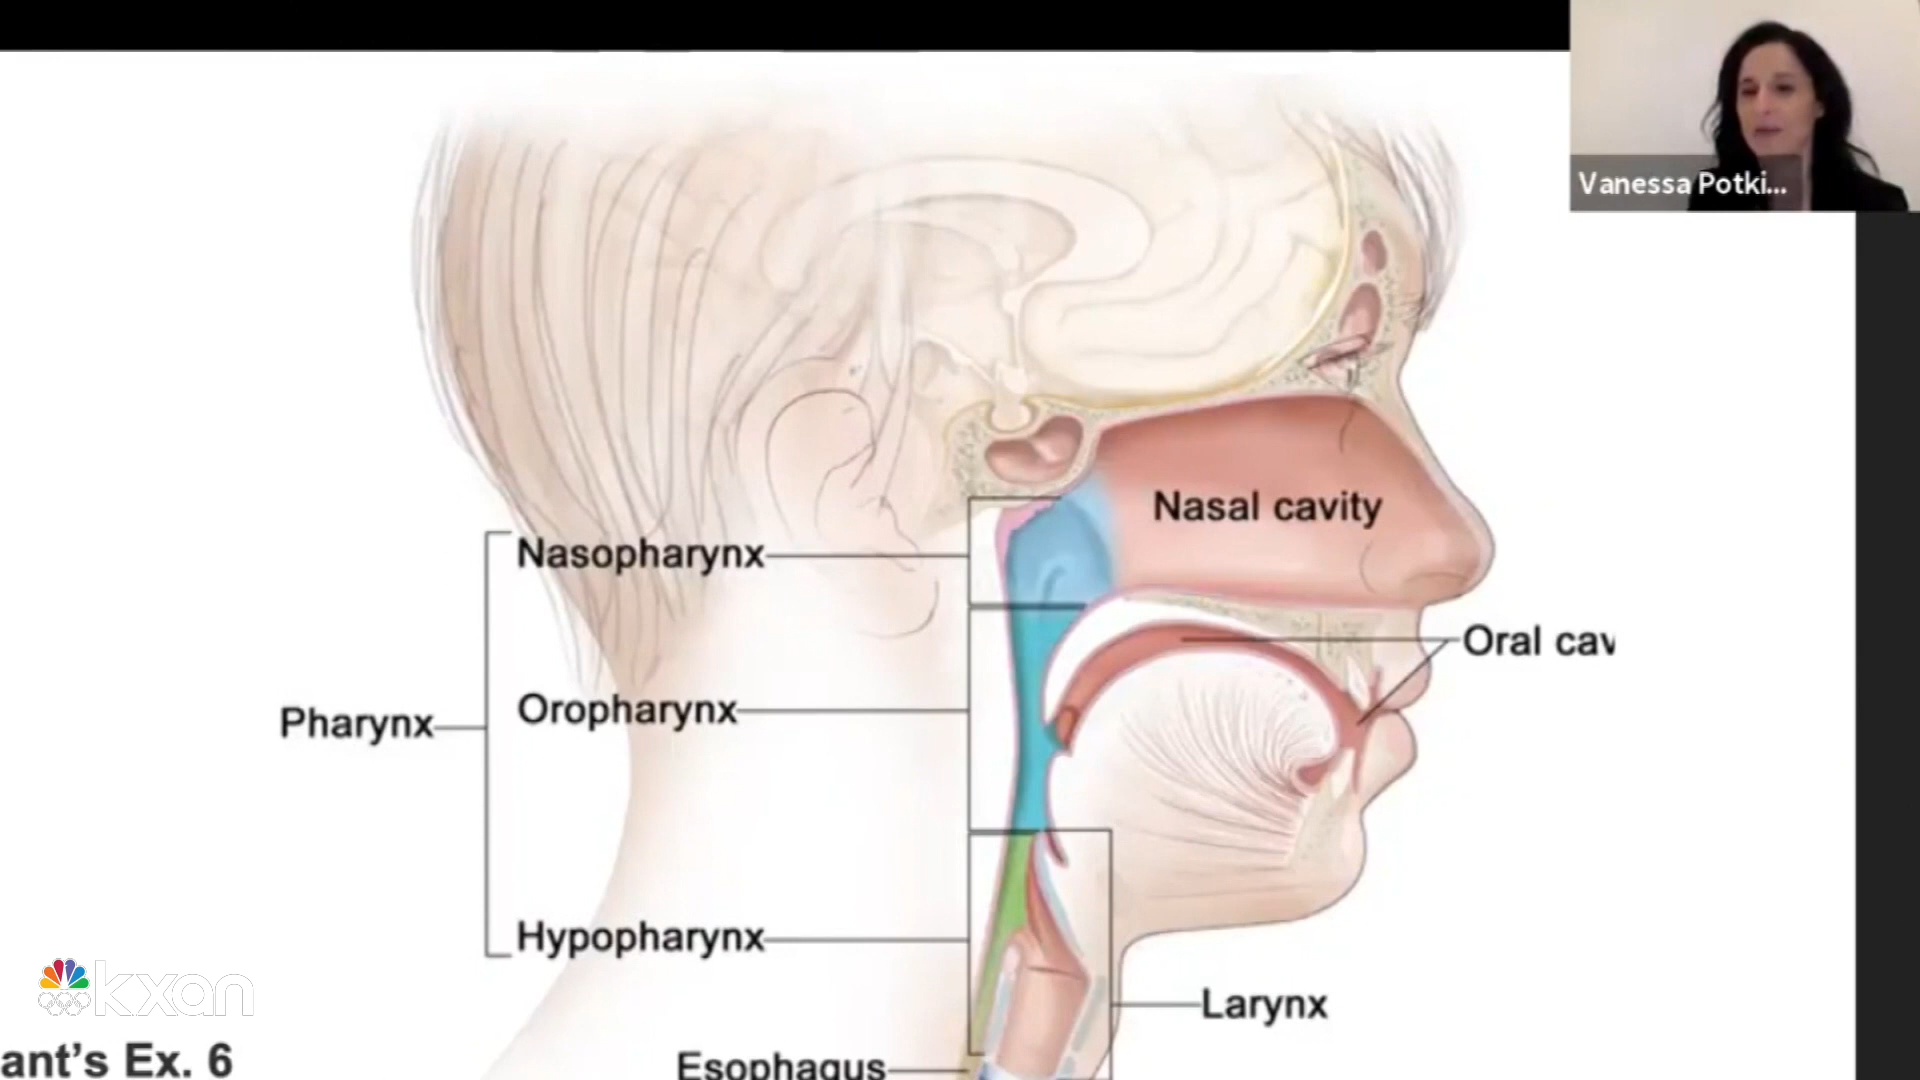 Vanessa Potki...
Nasal cavity
Nasopharynx
Oral cav
Oropharynx
Pharynx
Hypopharynx
kxan
Larynx
ant's Ex. 6
Esophagus